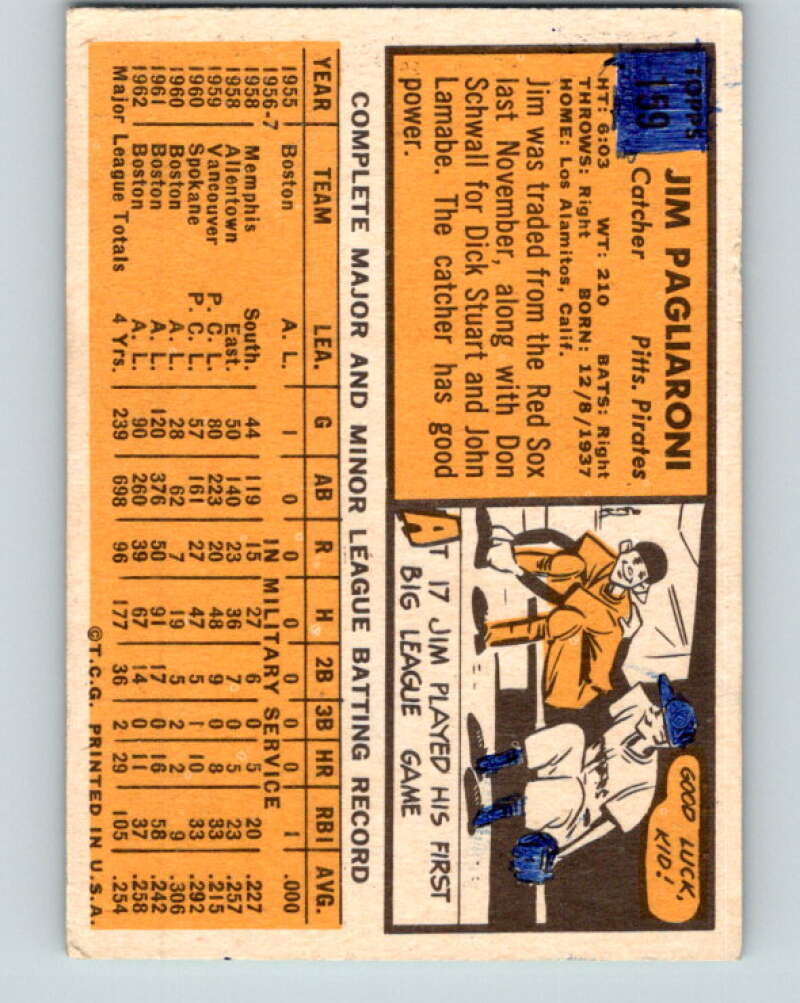 TOPPS
159
JIM PAGLIARONI
Catcher Pitts. Pirates
HT: 6:03 WT: 210 BATS: Right
THROWS: Right BORN: 12/8/1937
HOME: Los Alamitos, Calif.
Jim was traded from the Red Sox
last November, along with Don
Schwall for Dick Stuart and John
Lamabe. The catcher has good
power.
GOOD LUCK,
KID!
AT 17 JIM PLAYED HIS FIRST
BIG LEAGUE GAME
COMPLETE MAJOR AND MINOR LEAGUE BATTING RECORD
YEAR TEAM LEA. G AB R H 2B 3B HR RBI AVG.
1955 Boston A. L. 1 0 0 0 0 0 0 1 .000
1956-7 IN MILITARY SERVICE
1958 Memphis South. 44 119 15 27 6 0 5 20 .227
1958 Allentown East. 50 140 23 36 7 0 5 23 .257
1959 Vancouver P. C. L. 80 223 20 48 9 0 8 33 .215
1960 Spokane P. C. L. 57 161 27 47 5 1 10 33 .292
1960 Boston A. L. 28 62 7 19 5 2 2 9 .306
1961 Boston A. L. 120 376 50 91 17 0 16 58 .242
1962 Boston A. L. 90 260 39 67 14 0 11 37 .258
Major League Totals 4 Yrs. 239 698 96 177 36 2 29 105 .254
©T.C.G. PRINTED IN U.S.A.